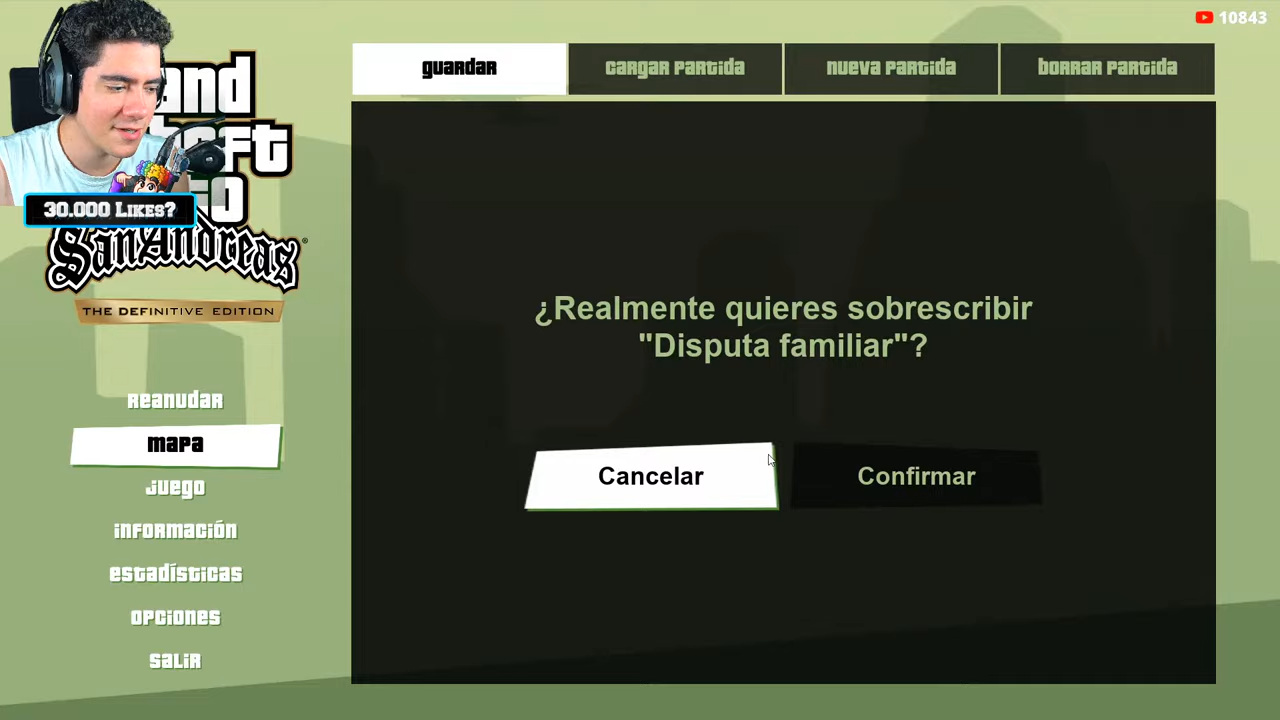 10843
GUARDAR
CARGAR PARTIDA
NUEVA PARTIDA
BORRAR PARTIDA
and
30.000 LIKES?
San Andreas
THE DEFINITIVE EDITION
¿Realmente quieres sobrescribir
"Disputa familiar"?
Cancelar
Confirmar
REANUDAR
MAPA
JUEGO
INFORMACIÓN
ESTADÍSTICAS
OPCIONES
SALIR